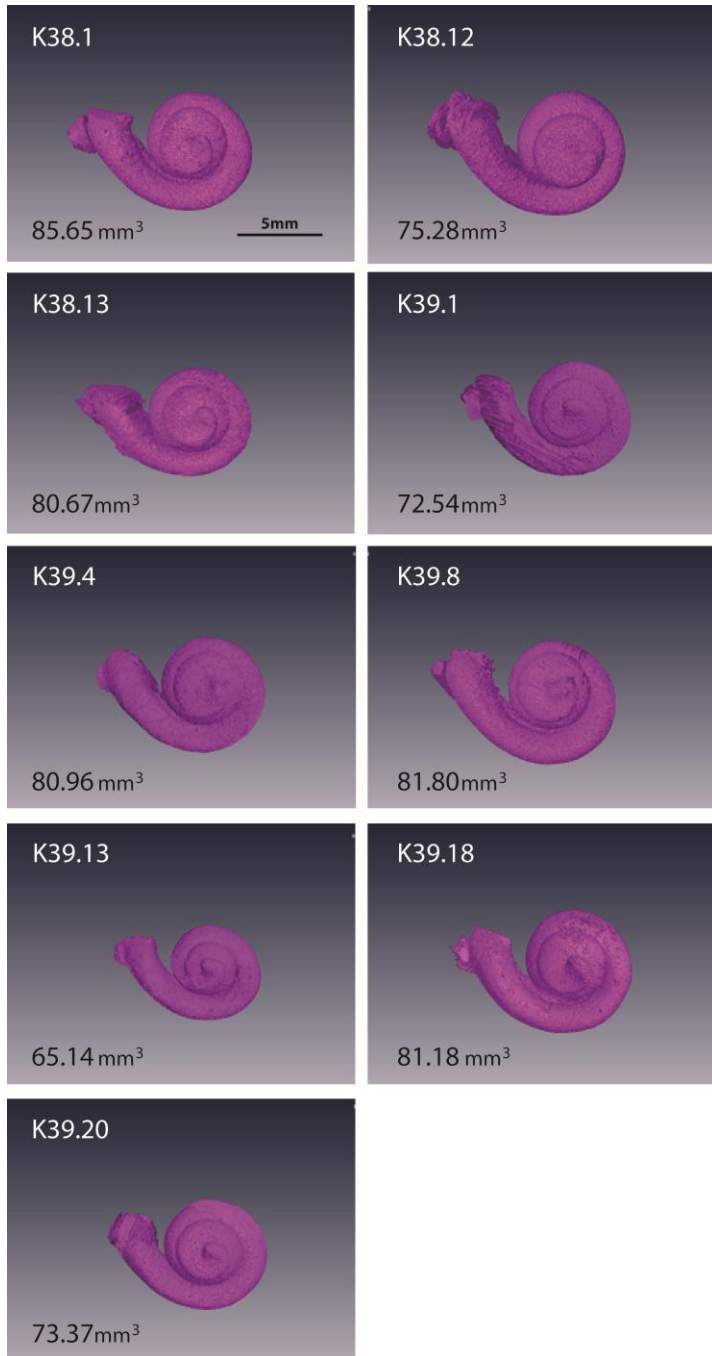 K38.1
85.65 mm³
5mm
K38.12
75.28mm³
K38.13
80.67mm³
K39.1
72.54mm³
K39.4
80.96 mm³
K39.8
81.80mm³
K39.13
65.14 mm³
K39.18
81.18 mm³
K39.20
73.37mm³